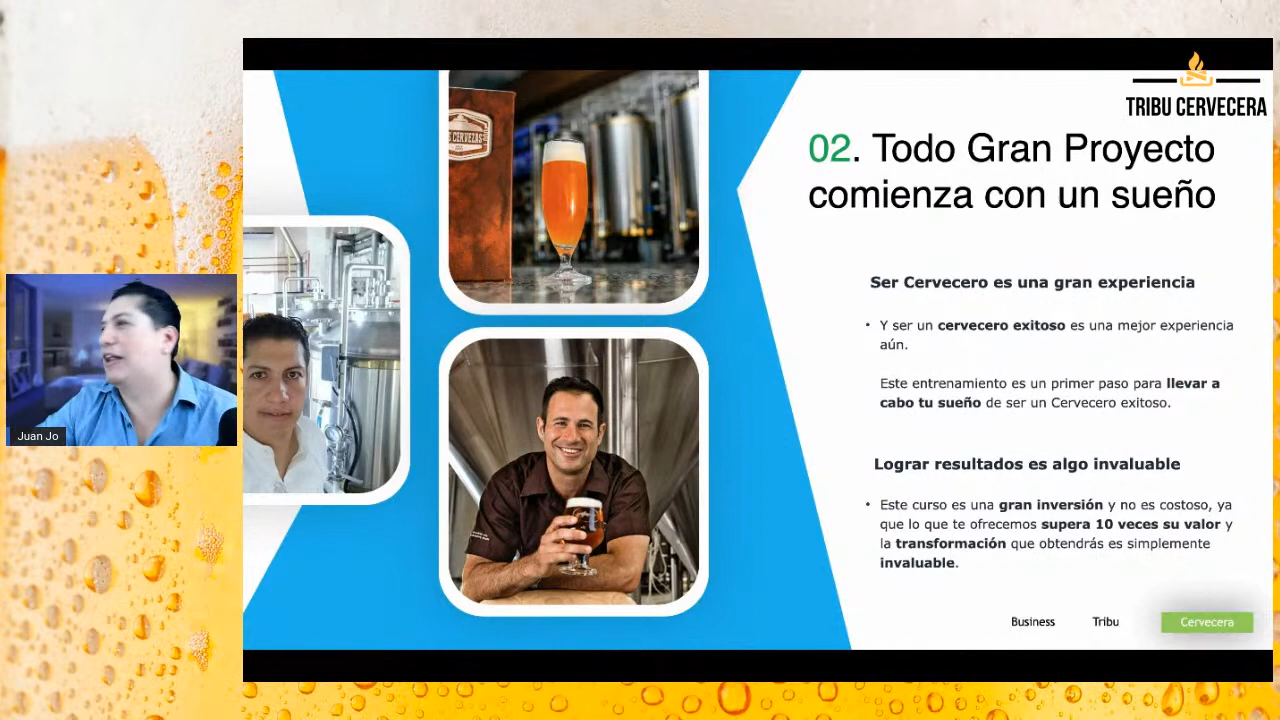 TRIBU CERVECERA
02. Todo Gran Proyecto
comienza con un sueño
CERVEZAS
Ser Cervecero es una gran experiencia
• Y ser un cervecero exitoso es una mejor experiencia
aún.
Este entrenamiento es un primer paso para llevar a
cabo tu sueño de ser un Cervecero exitoso.
Lograr resultados es algo invaluable
• Este curso es una gran inversión y no es costoso, ya
que lo que te ofrecemos supera 10 veces su valor y
la transformación que obtendrás es simplemente
invaluable.
Juan Jo
Business Tribu Cervecera